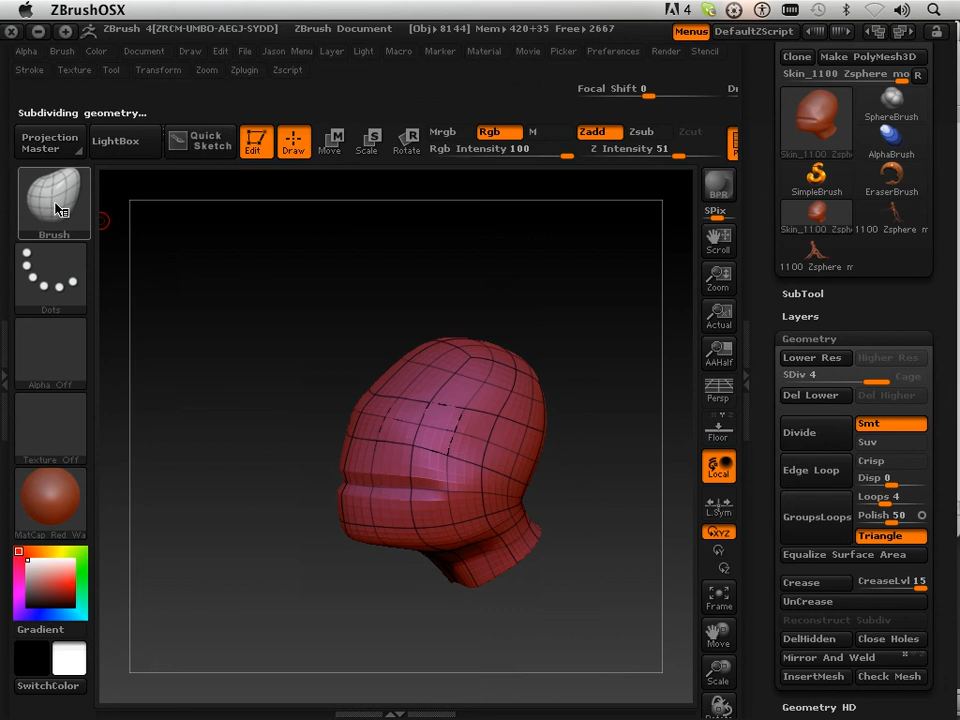 ZBrushOSX
4
ZBrush 4[ZRCM-UMBO-AEGJ-SYDD]
ZBrush Document
[Obj▸8144] Mem▸420+35 Free▸2667
Menus
DefaultZScript
Alpha
Brush
Color
Document
Draw
Edit
File
Jason Menu
Layer
Light
Macro
Marker
Material
Movie
Picker
Preferences
Render
Stencil
Stroke
Texture
Tool
Transform
Zoom
Zplugin
Zscript
Focal Shift 0
Dr
Subdividing geometry...
Projection
Master
LightBox
Quick
Sketch
Edit
Draw
Move
Scale
Rotate
Mrgb
Rgb
M
Rgb Intensity 100
Zadd
Zsub
Zcut
Z Intensity 51
Brush
Dots
Alpha Off
Texture Off
MatCap Red Wa
Gradient
SwitchColor
BPR
SPix
Scroll
Zoom
Actual
AAHalf
Persp
Floor
Local
L.Sym
XYZ
Frame
Move
Scale
Clone
Make PolyMesh3D
Skin_1100 Zsphere mo
R
Skin_1100 Zsph
SphereBrush
AlphaBrush
SimpleBrush
EraserBrush
Skin_1100 Zsph
1100 Zsphere m
1100 Zsphere m
SubTool
Layers
Geometry
Lower Res
Higher Res
SDiv 4
Cage
Del Lower
Del Higher
Divide
Smt
Suv
Edge Loop
Crisp
Disp 0
GroupsLoops
Loops 4
Polish 50
Triangle
Equalize Surface Area
Crease
CreaseLvl 15
UnCrease
Reconstruct Subdiv
DelHidden
Close Holes
Mirror And Weld
InsertMesh
Check Mesh
Geometry HD